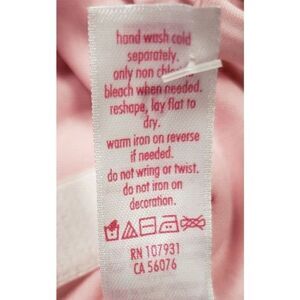 hand wash cold
separately.
only non chlorine
bleach when needed.
reshape, lay flat to
dry.
warm iron on reverse
if needed.
do not wring or twist.
do not iron on
decoration.
RN 107931
CA 56076